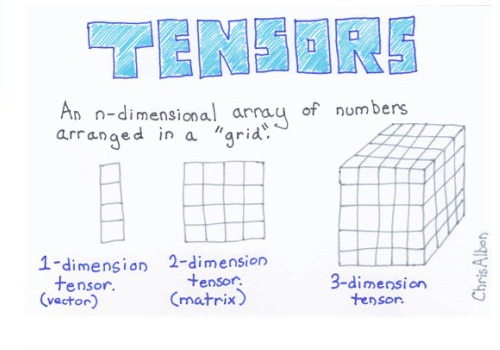 TENSORS
An n-dimensional array of numbers
arranged in a "grid".
1-dimension
tensor.
(vector)
2-dimension
tensor.
(matrix)
3-dimension
tensor.
ChrisAlbon